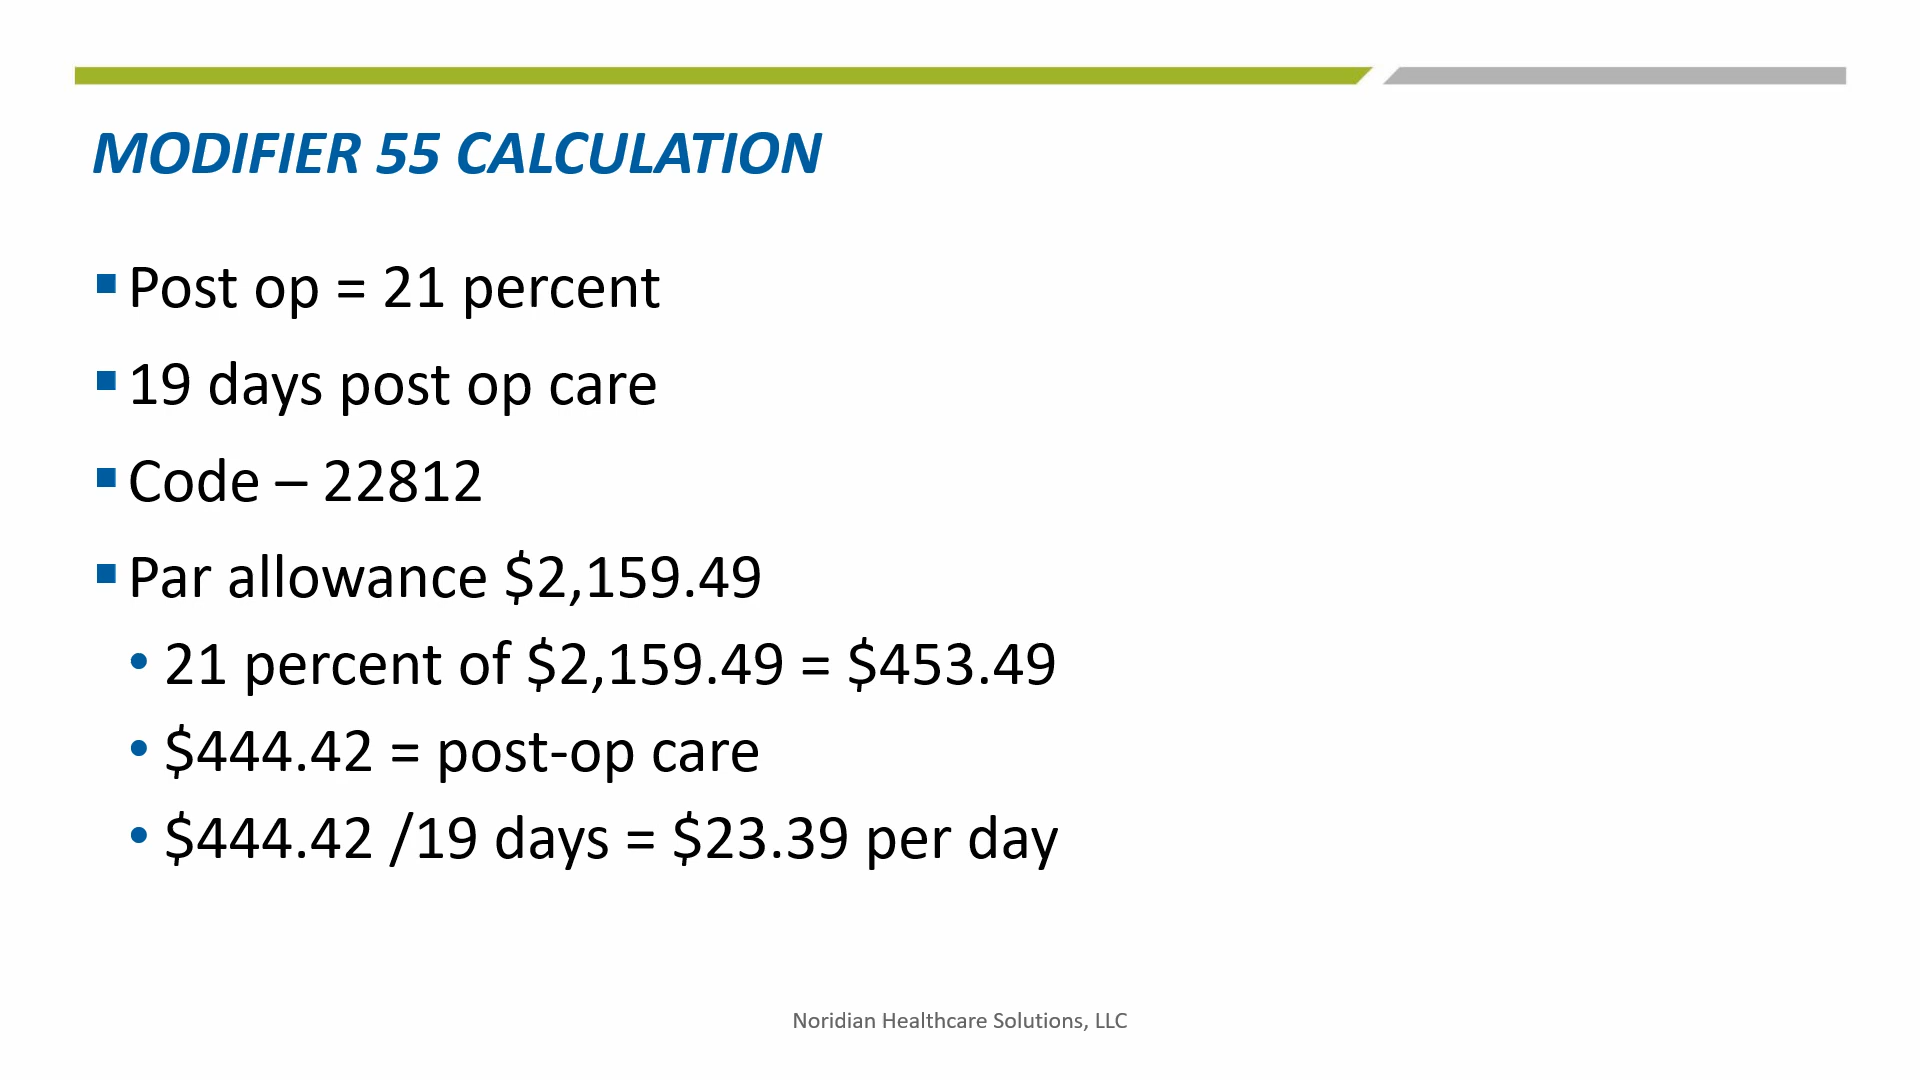 MODIFIER 55 CALCULATION
Post op = 21 percent
19 days post op care
Code – 22812
Par allowance $2,159.49
21 percent of $2,159.49 = $453.49
$444.42 = post-op care
$444.42 /19 days = $23.39 per day
Noridian Healthcare Solutions, LLC